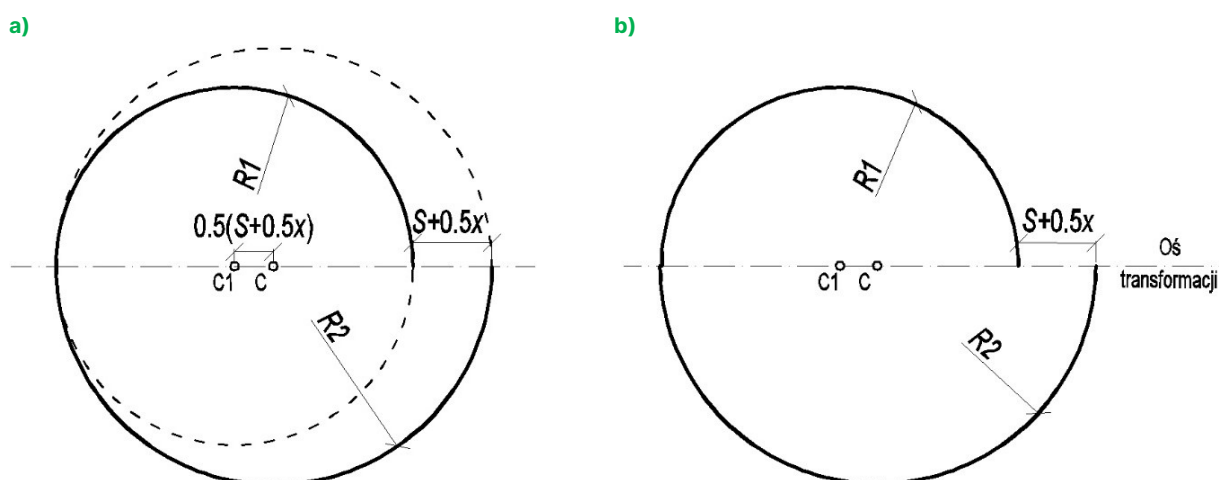 a)
R1
0.5(S+0.5x)
S+0.5x
C1 C
R2
b)
R1
S+0.5x
Oś
transformacji
C1 C
R2